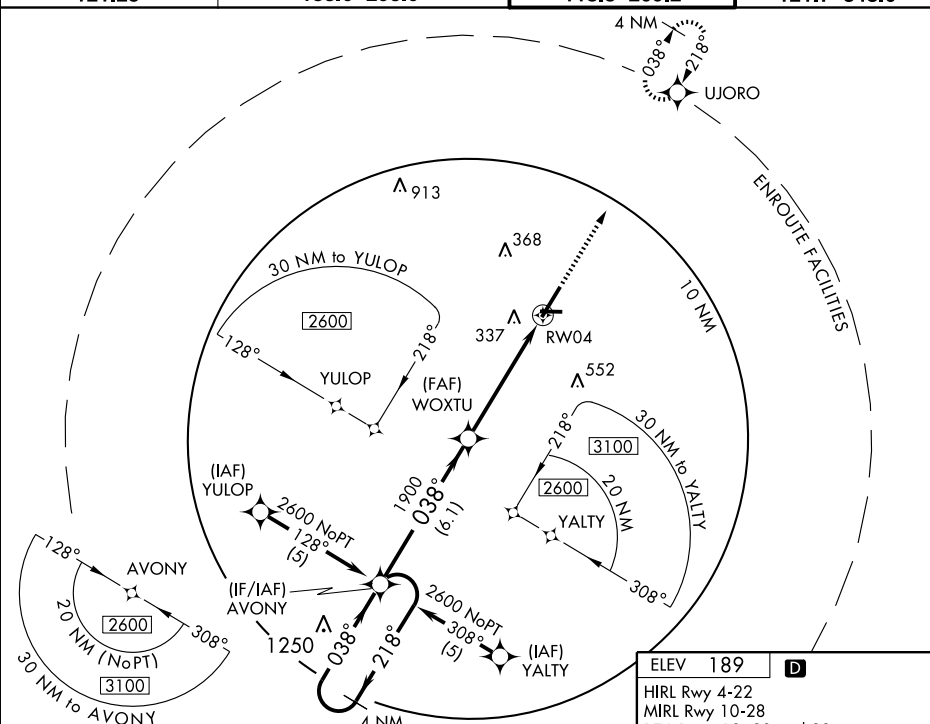 4 NM
038°
218°
UJORO
ENROUTE FACILITIES
913
368
30 NM to YULOP
2600
128°
218°
YULOP
10 NM
337
RW04
(FAF)
WOXTU
552
30 NM to YALTY
218°
3100
2600
20 NM
YALTY
308°
(IAF)
YULOP
2600 NoPT
128°
(5)
1900
038°
(6.1)
128°
AVONY
308°
20 NM (NoPT)
2600
3100
30 NM to AVONY
(IF/IAF)
AVONY
1250
038°
218°
4 NM
2600 NoPT
308°
(5)
(IAF)
YALTY
ELEV 189
D
HIRL Rwy 4-22
MIRL Rwy 10-28